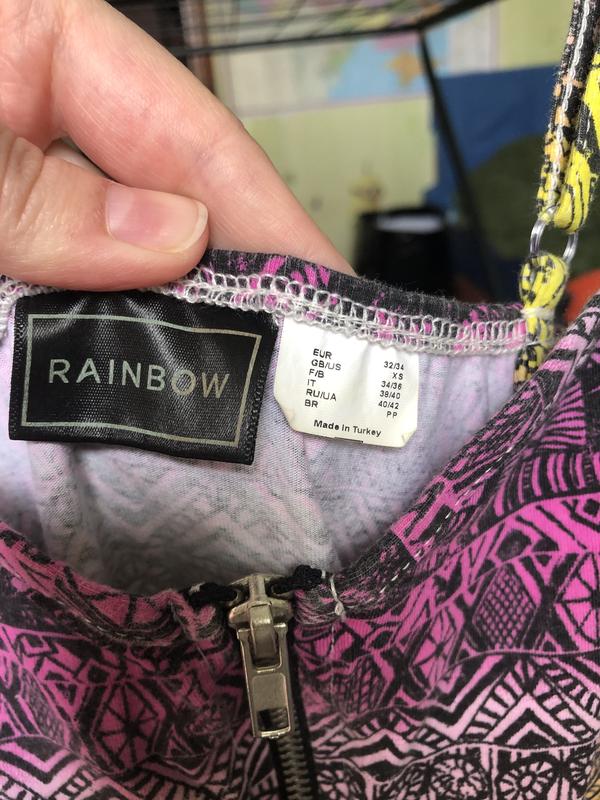 RAINBOW
EUR 32/34
GB/US XS
F/B 34/36
IT 38/40
RU/UA 40/42
BR PP
Made in Turkey